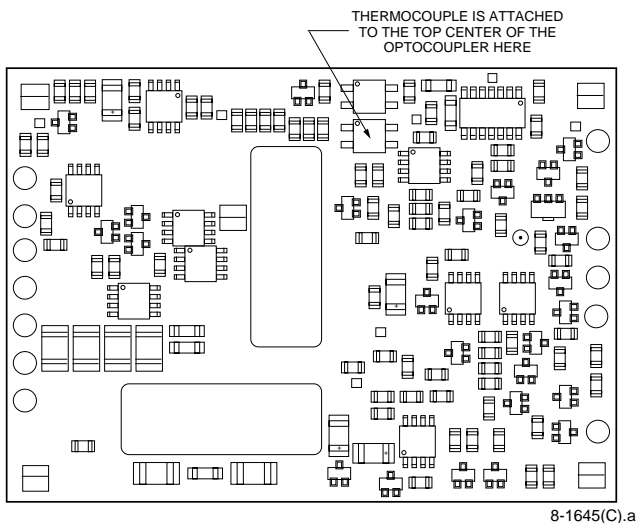 THERMOCOUPLE IS ATTACHED
TO THE TOP CENTER OF THE
OPTOCOUPLER HERE
8-1645(C).a